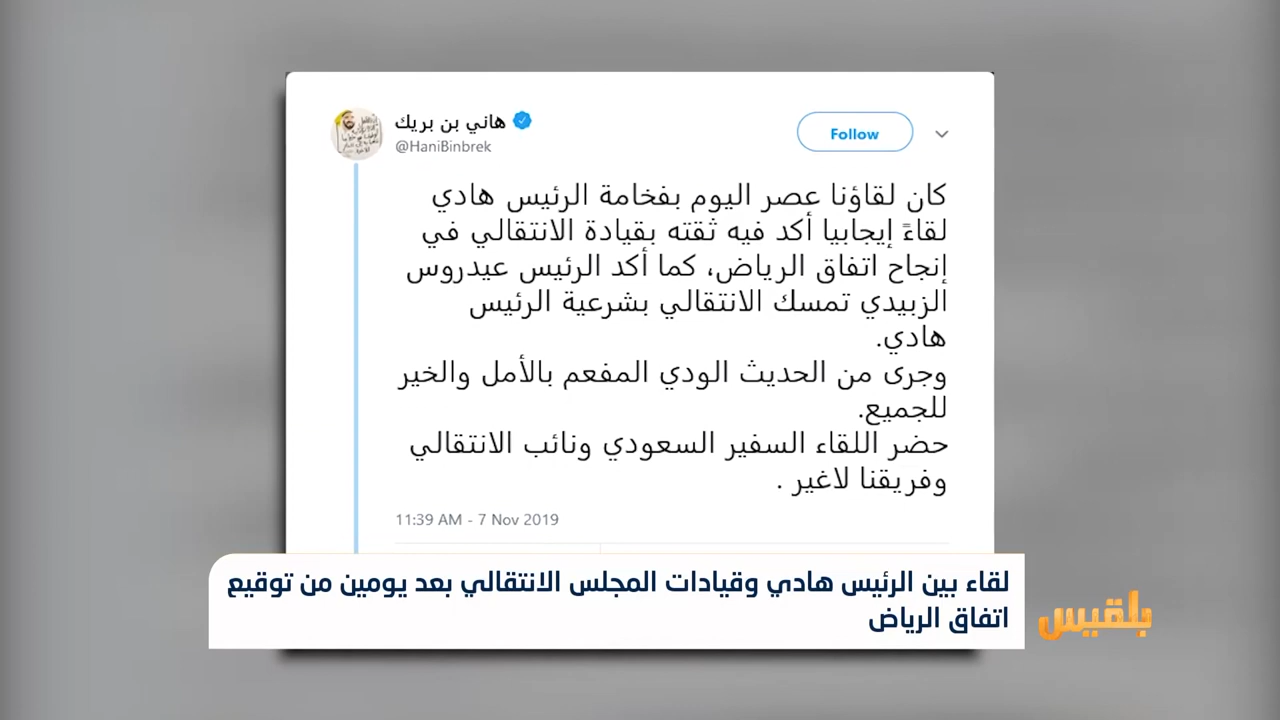 هاني بن بريك
@HaniBinbrek
Follow
كان لقاؤنا عصر اليوم بفخامة الرئيس هادي
لقاءً إيجابيا أكد فيه ثقته بقيادة الانتقالي في
إنجاح اتفاق الرياض، كما أكد الرئيس عيدروس
الزبيدي تمسك الانتقالي بشرعية الرئيس
هادي.
وجرى من الحديث الودي المفعم بالأمل والخير
للجميع.
حضر اللقاء السفير السعودي ونائب الانتقالي
وفريقنا لاغير .
11:39 AM - 7 Nov 2019
لقاء بين الرئيس هادي وقيادات المجلس الانتقالي بعد يومين من توقيع
اتفاق الرياض
بلقيس